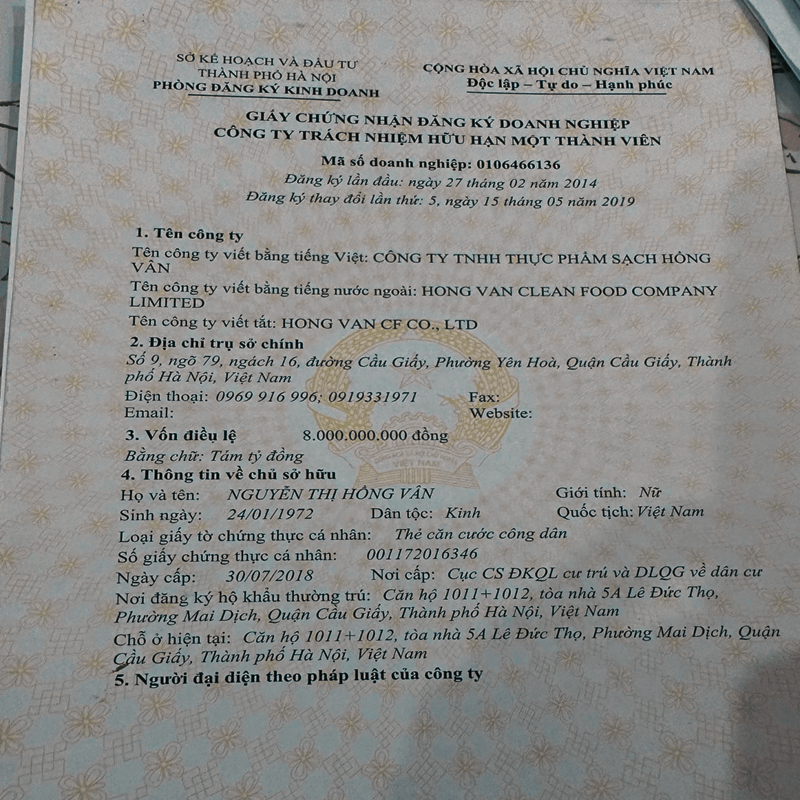 SỞ KẾ HOẠCH VÀ ĐẦU TƯ
THÀNH PHỐ HÀ NỘI
PHÒNG ĐĂNG KÝ KINH DOANH
CỘNG HÒA XÃ HỘI CHỦ NGHĨA VIỆT NAM
Độc lập – Tự do – Hạnh phúc
GIẤY CHỨNG NHẬN ĐĂNG KÝ DOANH NGHIỆP
CÔNG TY TRÁCH NHIỆM HỮU HẠN MỘT THÀNH VIÊN
Mã số doanh nghiệp: 0106466136
Đăng ký lần đầu: ngày 27 tháng 02 năm 2014
Đăng ký thay đổi lần thứ: 5, ngày 15 tháng 05 năm 2019
1. Tên công ty
Tên công ty viết bằng tiếng Việt: CÔNG TY TNHH THỰC PHẨM SẠCH HỒNG
VÂN
Tên công ty viết bằng tiếng nước ngoài: HONG VAN CLEAN FOOD COMPANY
LIMITED
Tên công ty viết tắt: HONG VAN CF CO., LTD
2. Địa chỉ trụ sở chính
Số 9, ngõ 79, ngách 16, đường Cầu Giấy, Phường Yên Hoà, Quận Cầu Giấy, Thành
phố Hà Nội, Việt Nam
Điện thoại: 0969 916 996; 0919331971 Fax:
Email: Website:
3. Vốn điều lệ 8.000.000.000 đồng
Bằng chữ: Tám tỷ đồng
4. Thông tin về chủ sở hữu
Họ và tên: NGUYỄN THỊ HỒNG VÂN Giới tính: Nữ
Sinh ngày: 24/01/1972 Dân tộc: Kinh Quốc tịch: Việt Nam
Loại giấy tờ chứng thực cá nhân: Thẻ căn cước công dân
Số giấy chứng thực cá nhân: 001172016346
Ngày cấp: 30/07/2018 Nơi cấp: Cục CS ĐKQL cư trú và DLQG về dân cư
Nơi đăng ký hộ khẩu thường trú: Căn hộ 1011+1012, tòa nhà 5A Lê Đức Thọ,
Phường Mai Dịch, Quận Cầu Giấy, Thành phố Hà Nội, Việt Nam
Chỗ ở hiện tại: Căn hộ 1011+1012, tòa nhà 5A Lê Đức Thọ, Phường Mai Dịch, Quận
Cầu Giấy, Thành phố Hà Nội, Việt Nam
5. Người đại diện theo pháp luật của công ty